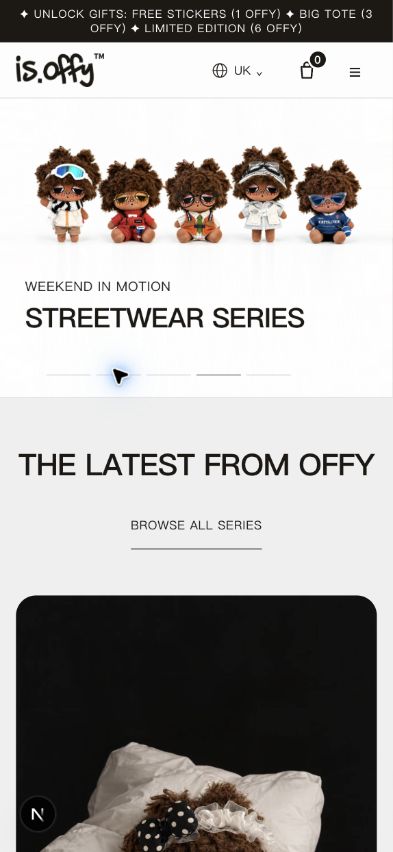 ✦ UNLOCK GIFTS: FREE STICKERS (1 OFFY) ✦ BIG TOTE (3
OFFY) ✦ LIMITED EDITION (6 OFFY)
is.offy™
UK
0
WEEKEND IN MOTION
STREETWEAR SERIES
THE LATEST FROM OFFY
BROWSE ALL SERIES
N